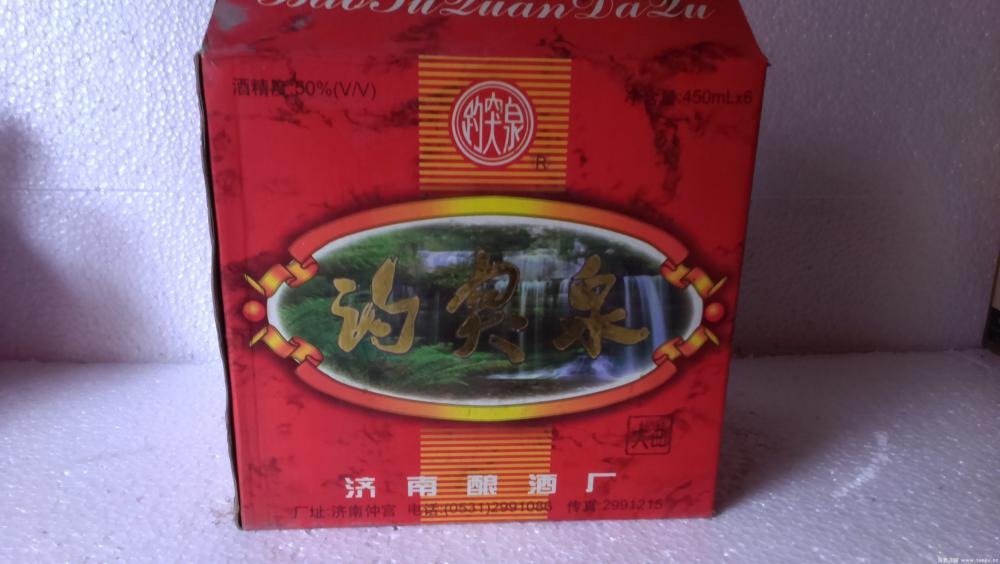 BaoTuQuanDaQu
酒精度:50%(V/V)
净含量:450mLx6
趵突泉
R
趵突泉
大曲
济南酿酒厂
厂址:济南仲宫 电话:(0531)2991086 传真:2991215